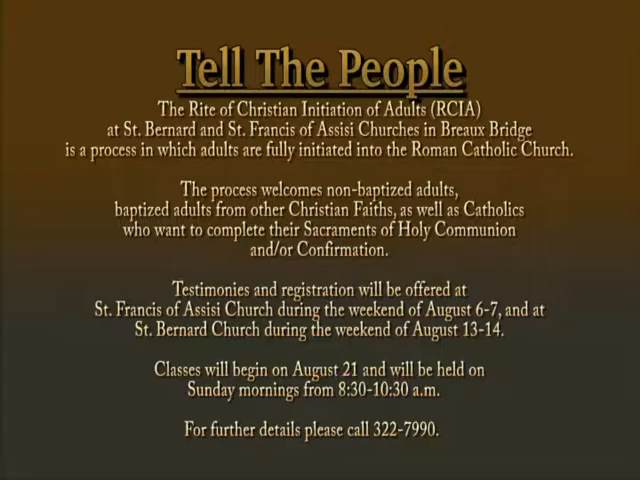 Tell The People
The Rite of Christian Initiation of Adults (RCIA)
at St. Bernard and St. Francis of Assisi Churches in Breaux Bridge
is a process in which adults are fully initiated into the Roman Catholic Church.
The process welcomes non-baptized adults,
baptized adults from other Christian Faiths, as well as Catholics
who want to complete their Sacraments of Holy Communion
and/or Confirmation.
Testimonies and registration will be offered at
St. Francis of Assisi Church during the weekend of August 6-7, and at
St. Bernard Church during the weekend of August 13-14.
Classes will begin on August 21 and will be held on
Sunday mornings from 8:30-10:30 a.m.
For further details please call 322-7990.